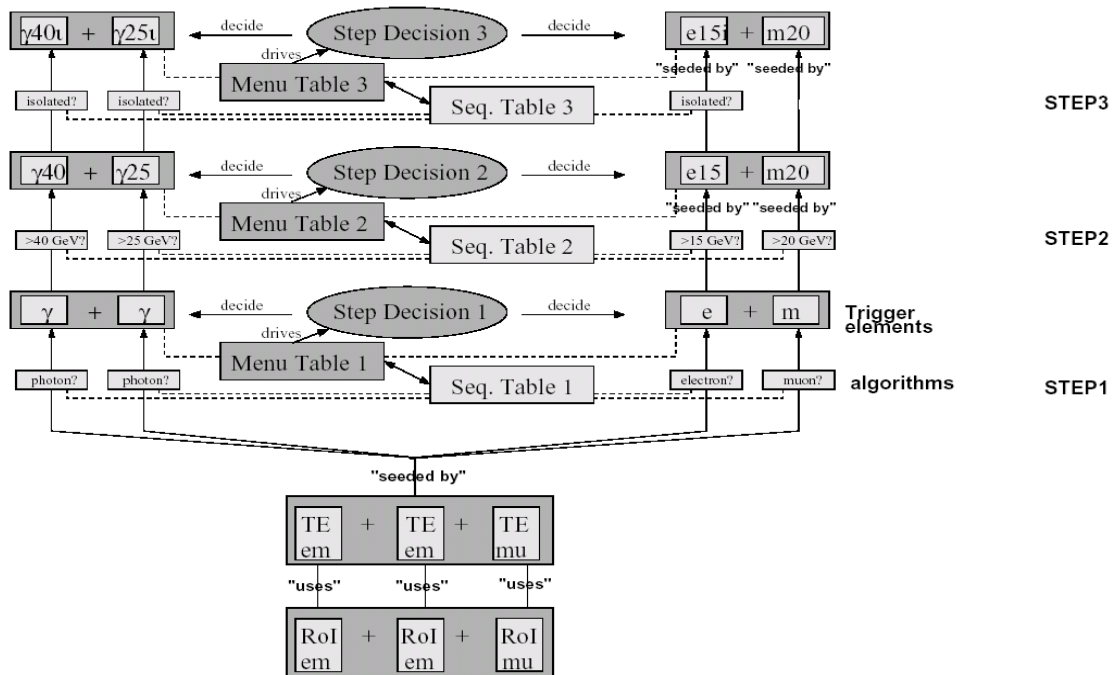 γ40ι + γ25ι decide Step Decision 3 decide e15i + m20
drives
"seeded by" "seeded by"
Menu Table 3
isolated? isolated? Seq. Table 3 isolated? STEP3
γ40 + γ25 decide Step Decision 2 decide e15 + m20
drives
"seeded by" "seeded by"
Menu Table 2
>40 GeV? >25 GeV? Seq. Table 2 >15 GeV? >20 GeV? STEP2
γ + γ decide Step Decision 1 decide e + m Trigger
elements
drives
Menu Table 1
photon? photon? Seq. Table 1 electron? muon? algorithms STEP1
"seeded by"
TE + TE + TE
em em mu
"uses" "uses" "uses"
RoI + RoI + RoI
em em mu